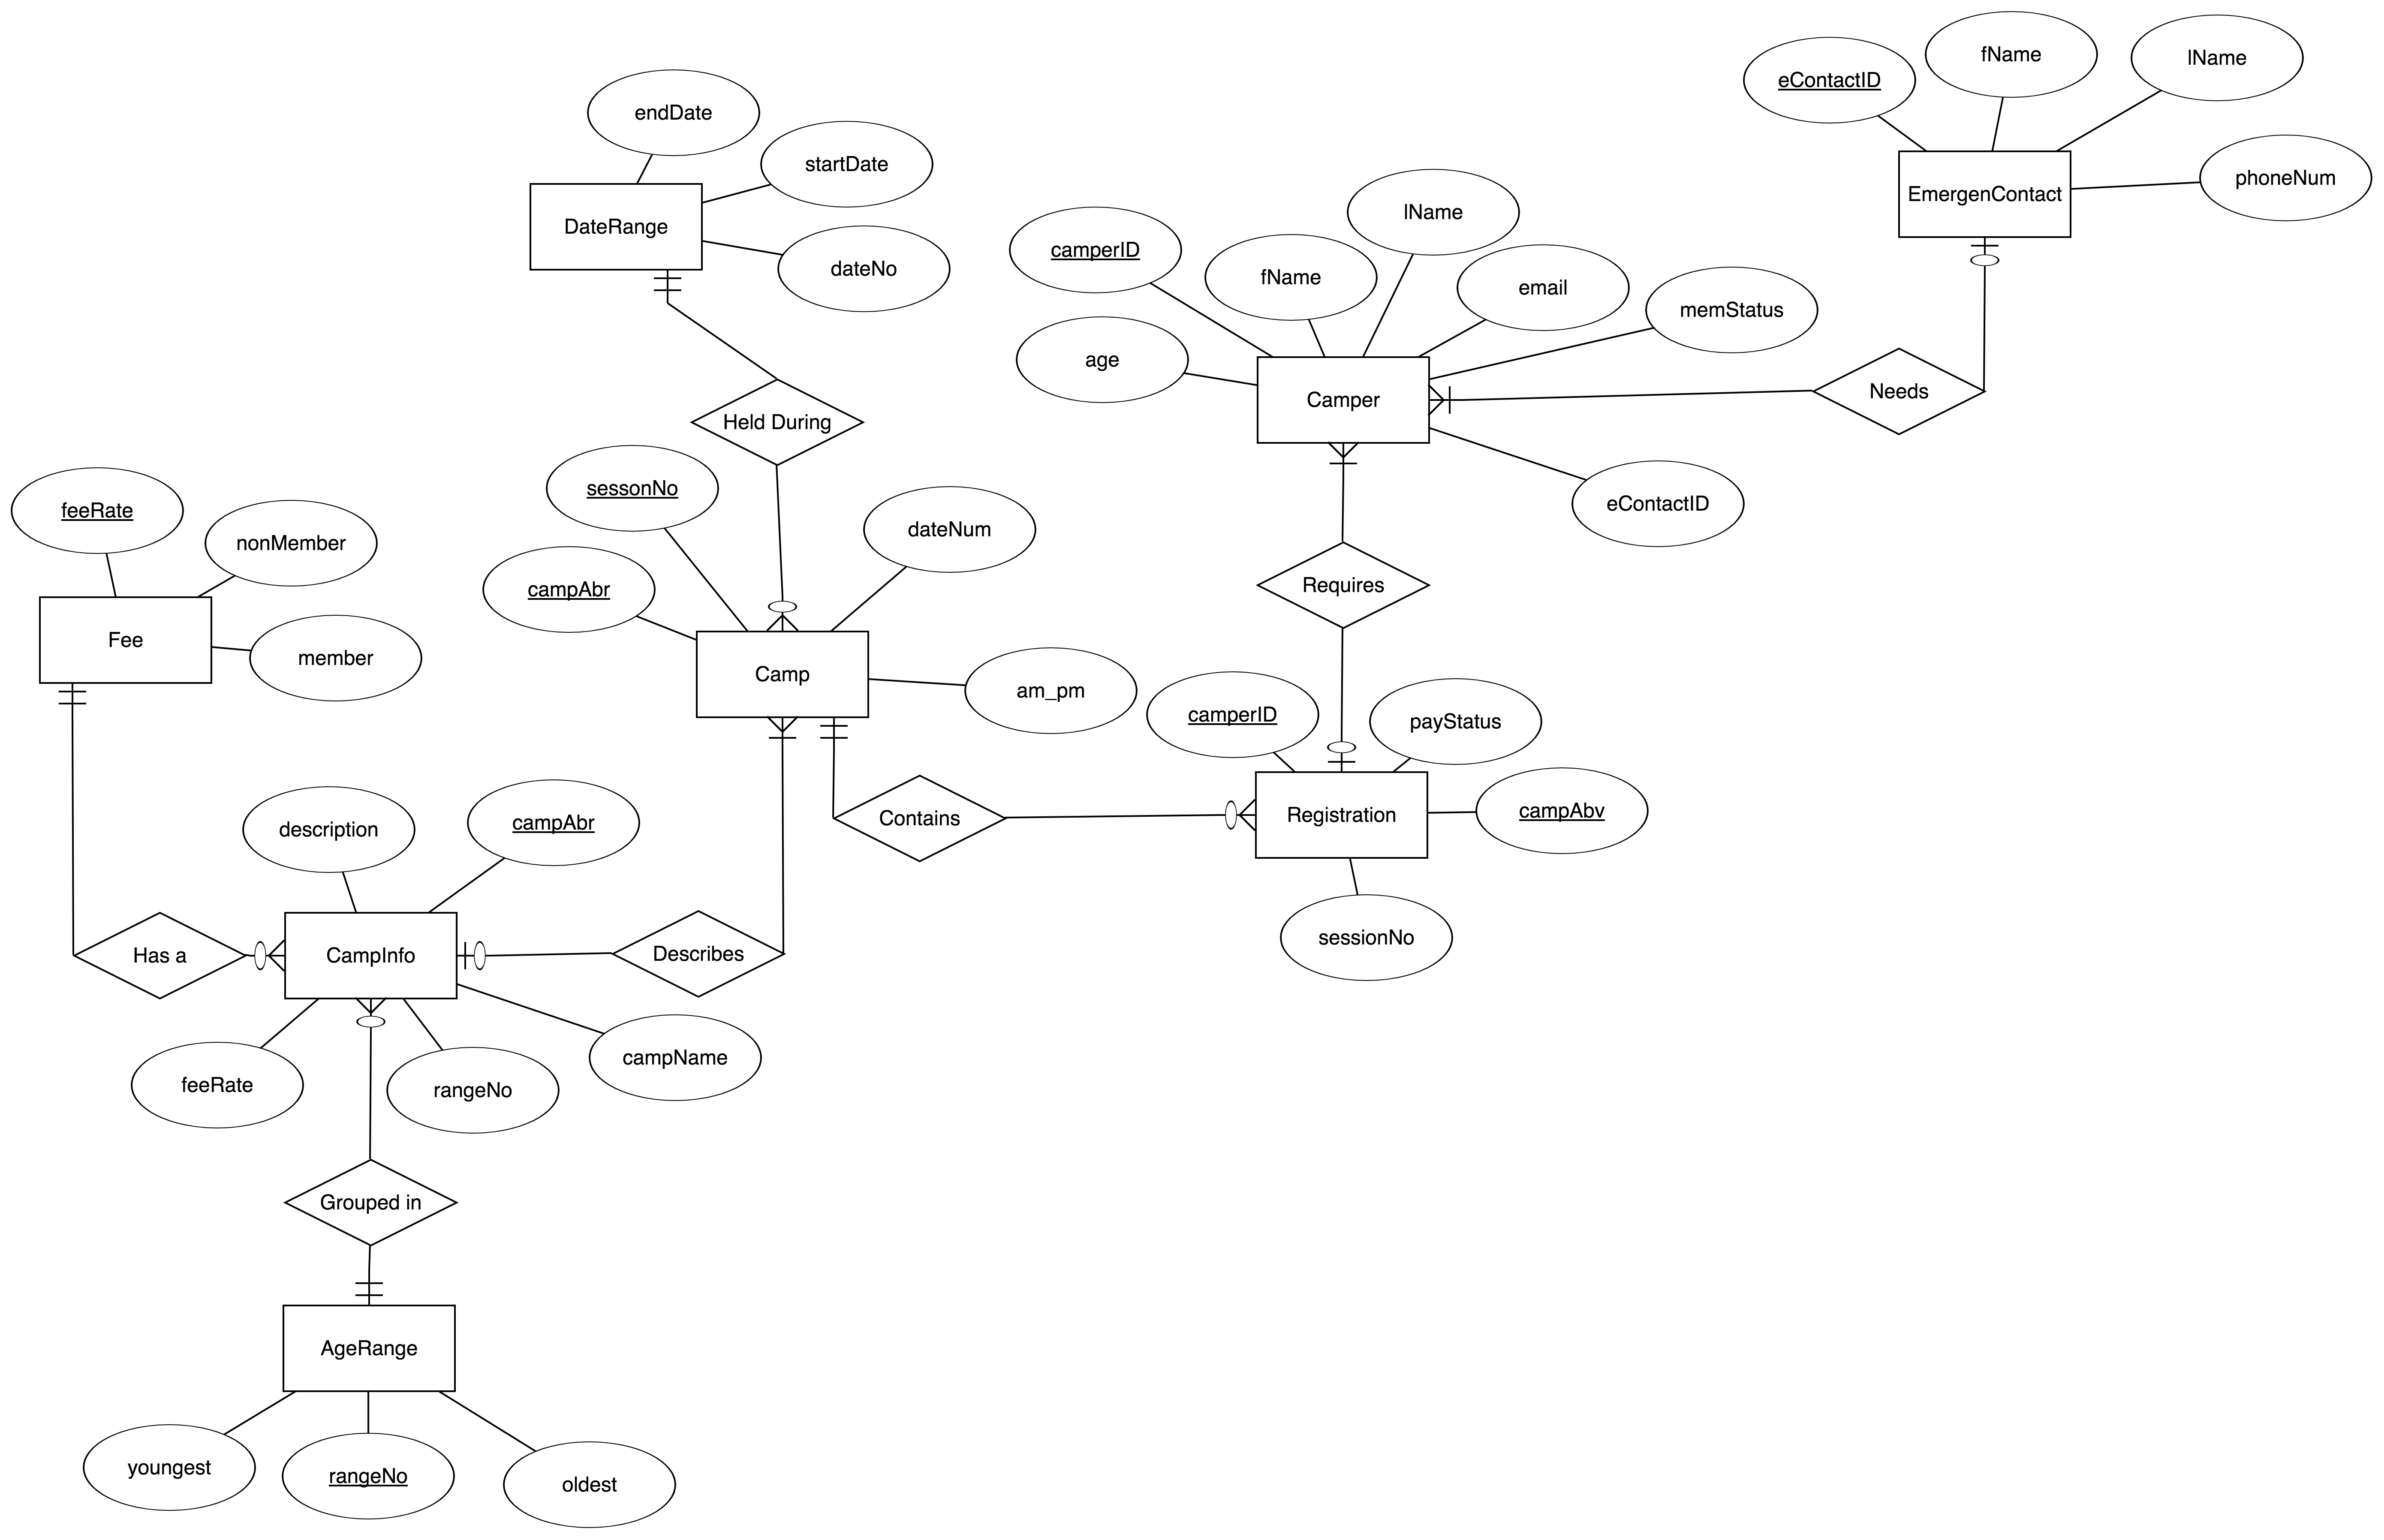 fName
lName
eContactID
endDate
startDate
phoneNum
EmergenContact
lName
DateRange
camperID
dateNo
fName
email
memStatus
age
Camper
Needs
Held During
sessonNo
eContactID
feeRate
dateNum
nonMember
Requires
campAbr
Fee
member
Camp
am_pm
camperID
payStatus
Registration
campAbv
Contains
description
campAbr
sessionNo
Has a
CampInfo
Describes
campName
feeRate
rangeNo
Grouped in
AgeRange
youngest
rangeNo
oldest